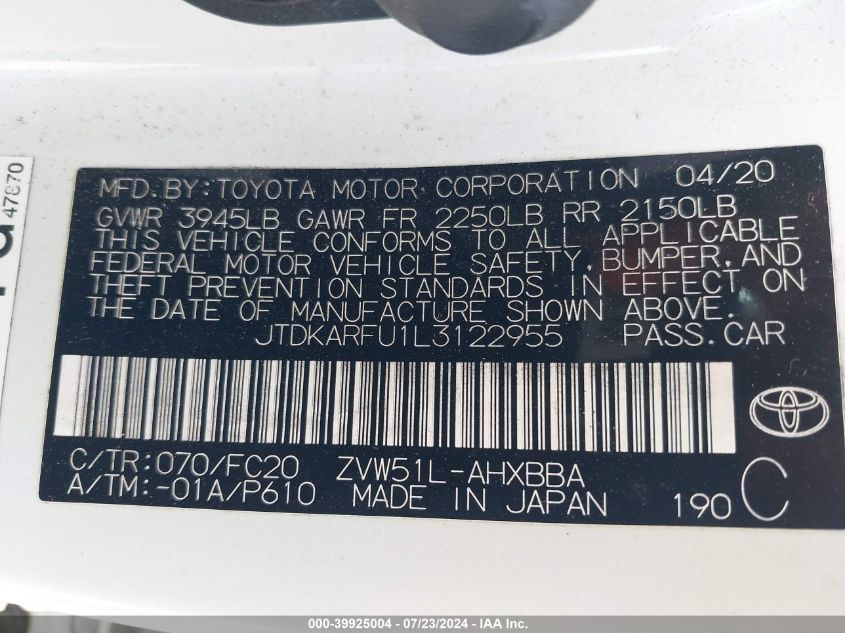 47870
MFD.BY:TOYOTA MOTOR CORPORATION 04/20
GVWR 3945LB GAWR FR 2250LB RR 2150LB
THIS VEHICLE CONFORMS TO ALL APPLICABLE
FEDERAL MOTOR VEHICLE SAFETY,BUMPER,AND
THEFT PREVENTION STANDARDS IN EFFECT ON
THE DATE OF MANUFACTURE SHOWN ABOVE.
JTDKARFU1L3122955 PASS.CAR
C/TR:070/FC20 ZVW51L-AHXBBA
A/TM:-01A/P610 MADE IN JAPAN 190 C
000-39925004 - 07/23/2024 - IAAI.com